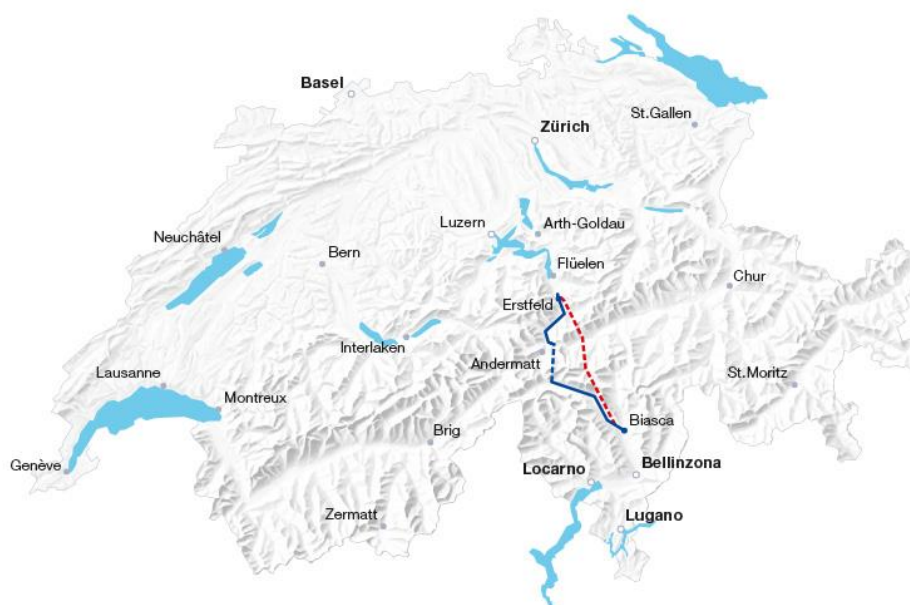 Basel
St.Gallen
Zürich
Luzern
Arth-Goldau
Neuchâtel
Bern
Flüelen
Chur
Erstfeld
Interlaken
Andermatt
Lausanne
St.Moritz
Montreux
Biasca
Brig
Genève
Locarno
Bellinzona
Zermatt
Lugano